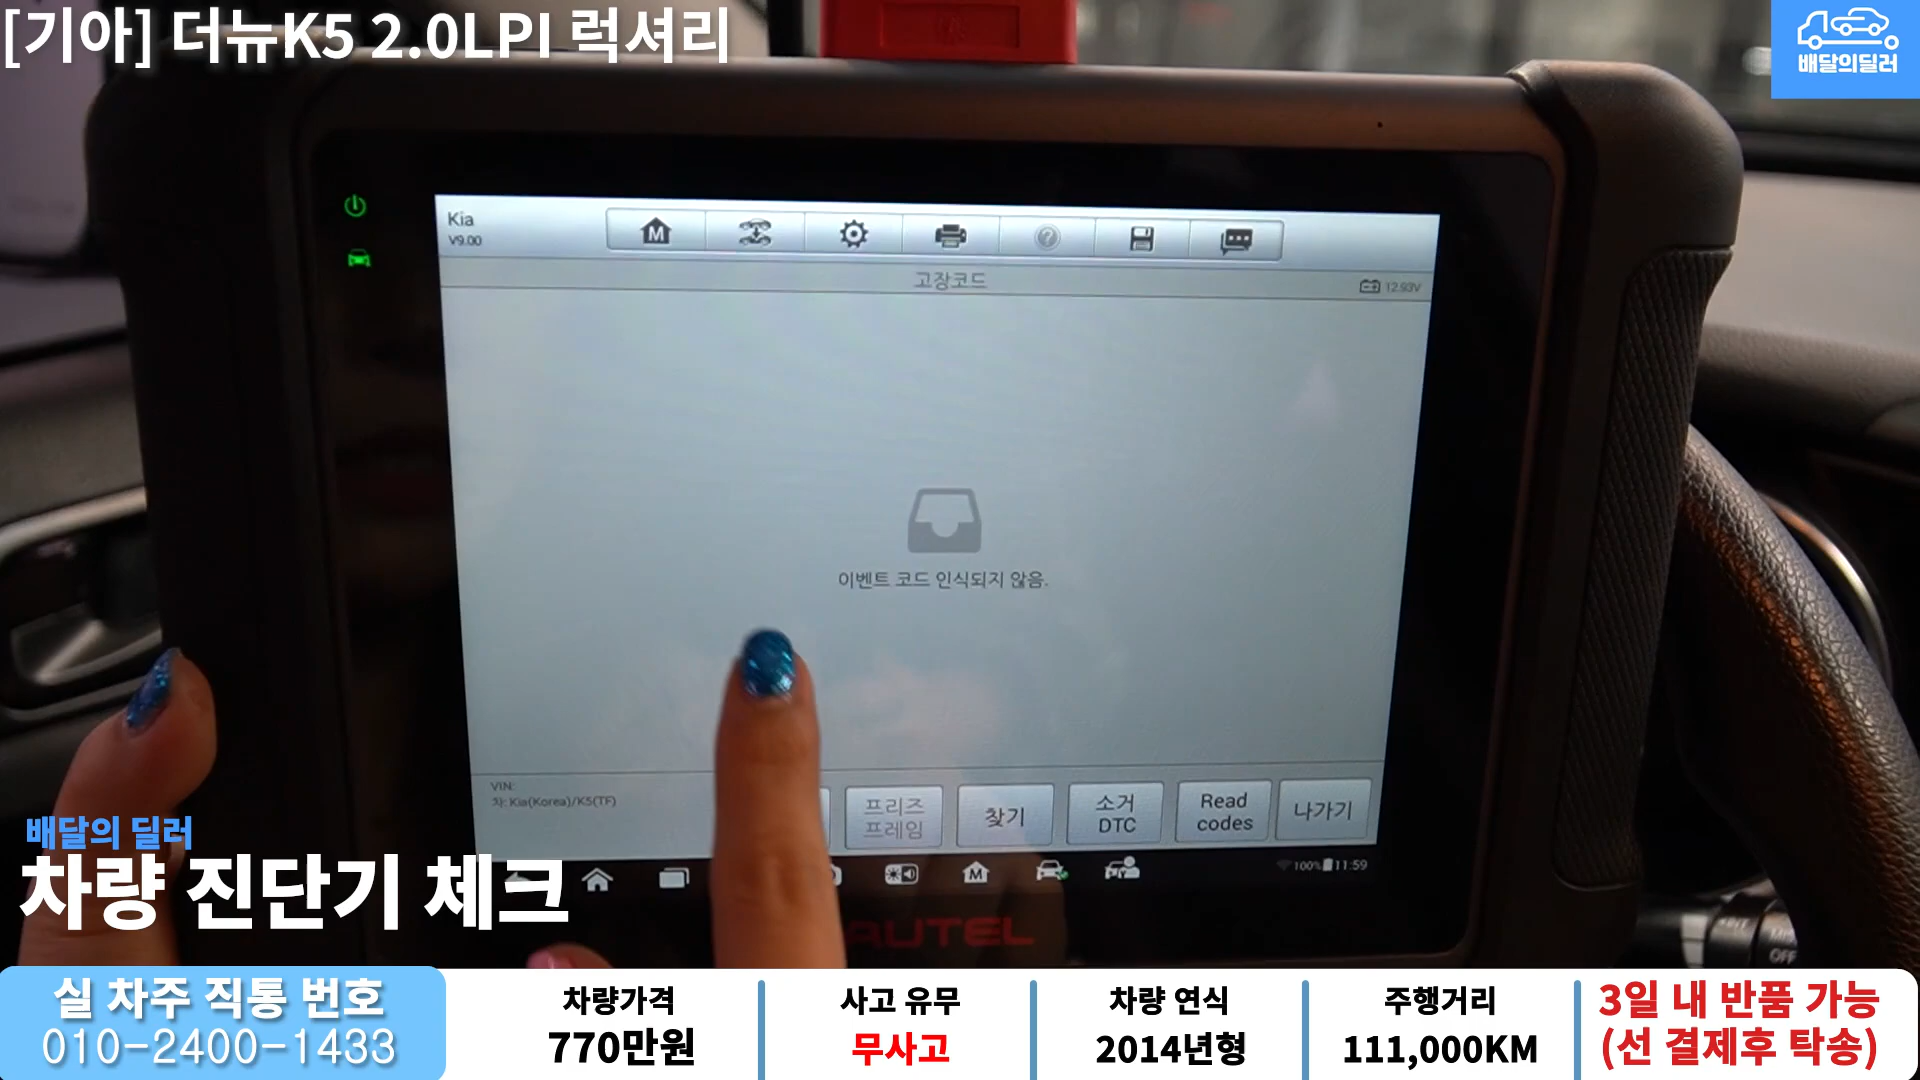 [기아] 더뉴K5 2.0LPI 럭셔리
배달의딜러
Kia
V9.00
M
?
고장코드
12.93V
이벤트 코드 인식되지 않음.
VIN:
차: Kia(Korea)/K5(TF)
프리즈
프레임
찾기
소거
DTC
Read
codes
나가기
M
100%
11:59
AUTEL
OFF
배달의 딜러
차량 진단기 체크
실 차주 직통 번호
010-2400-1433
차량가격
770만원
사고 유무
무사고
차량 연식
2014년형
주행거리
111,000KM
3일 내 반품 가능
(선 결제후 탁송)